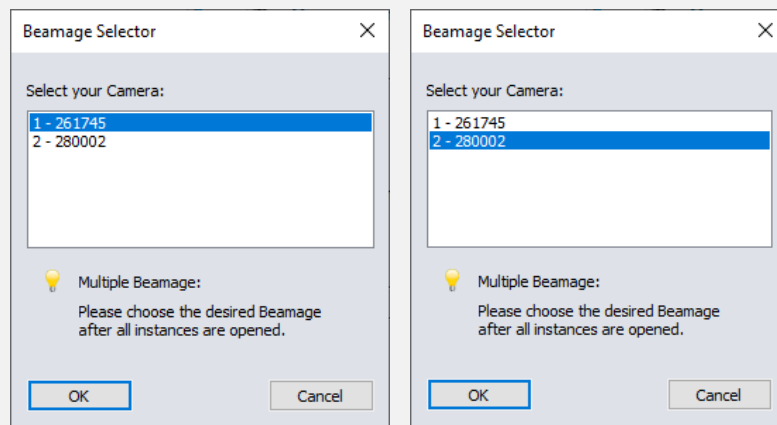 Beamage Selector
Select your Camera:
1 - 261745
2 - 280002
Multiple Beamage:
Please choose the desired Beamage
after all instances are opened.
OK Cancel
Beamage Selector
Select your Camera:
1 - 261745
2 - 280002
Multiple Beamage:
Please choose the desired Beamage
after all instances are opened.
OK Cancel